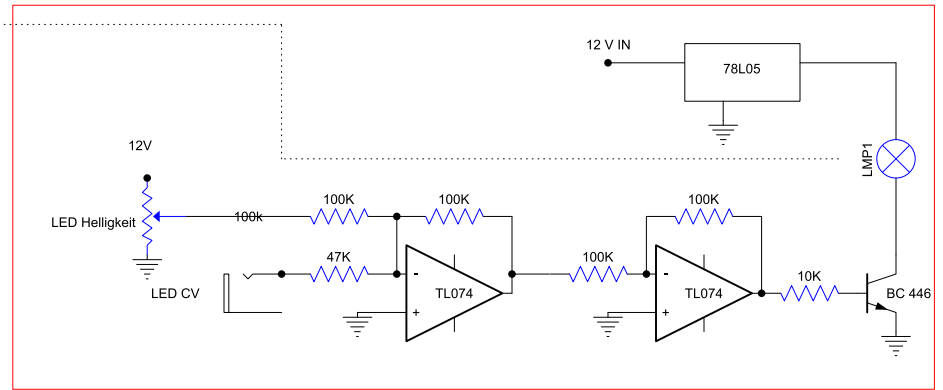 12 V IN
78L05
12V
LMP1
LED Helligkeit
100k
100K
100K
100K
47K
100K
10K
LED CV
-
TL074
+
-
TL074
+
BC 446